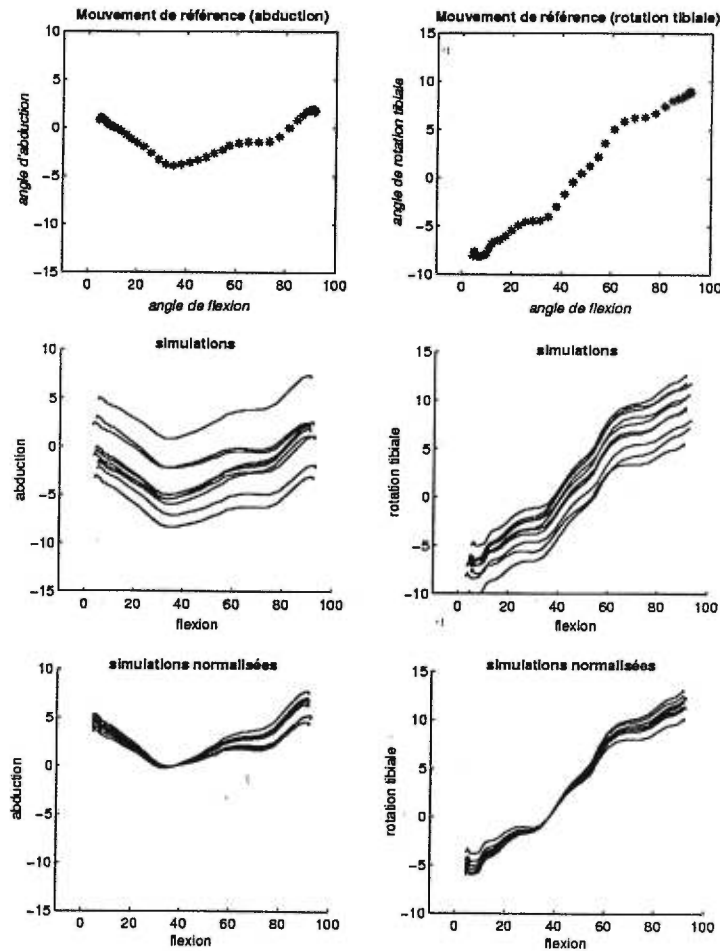 Mouvement de référence (abduction)
10
5
0
−5
−10
−15
angle d'abduction
0 20 40 60 80 100
angle de flexion
Mouvement de référence (rotation tibiale)
15
10
5
0
−5
−10
angle de rotation tibiale
0 20 40 60 80 100
angle de flexion
simulations
10
5
0
−5
−10
−15
abduction
0 20 40 60 80 100
flexion
simulations
15
10
5
0
−5
−10
rotation tibiale
0 20 40 60 80 100
flexion
simulations normalisées
10
5
0
−5
−10
−15
abduction
0 20 40 60 80 100
flexion
simulations normalisées
15
10
5
0
−5
−10
rotation tibiale
0 20 40 60 80 100
flexion